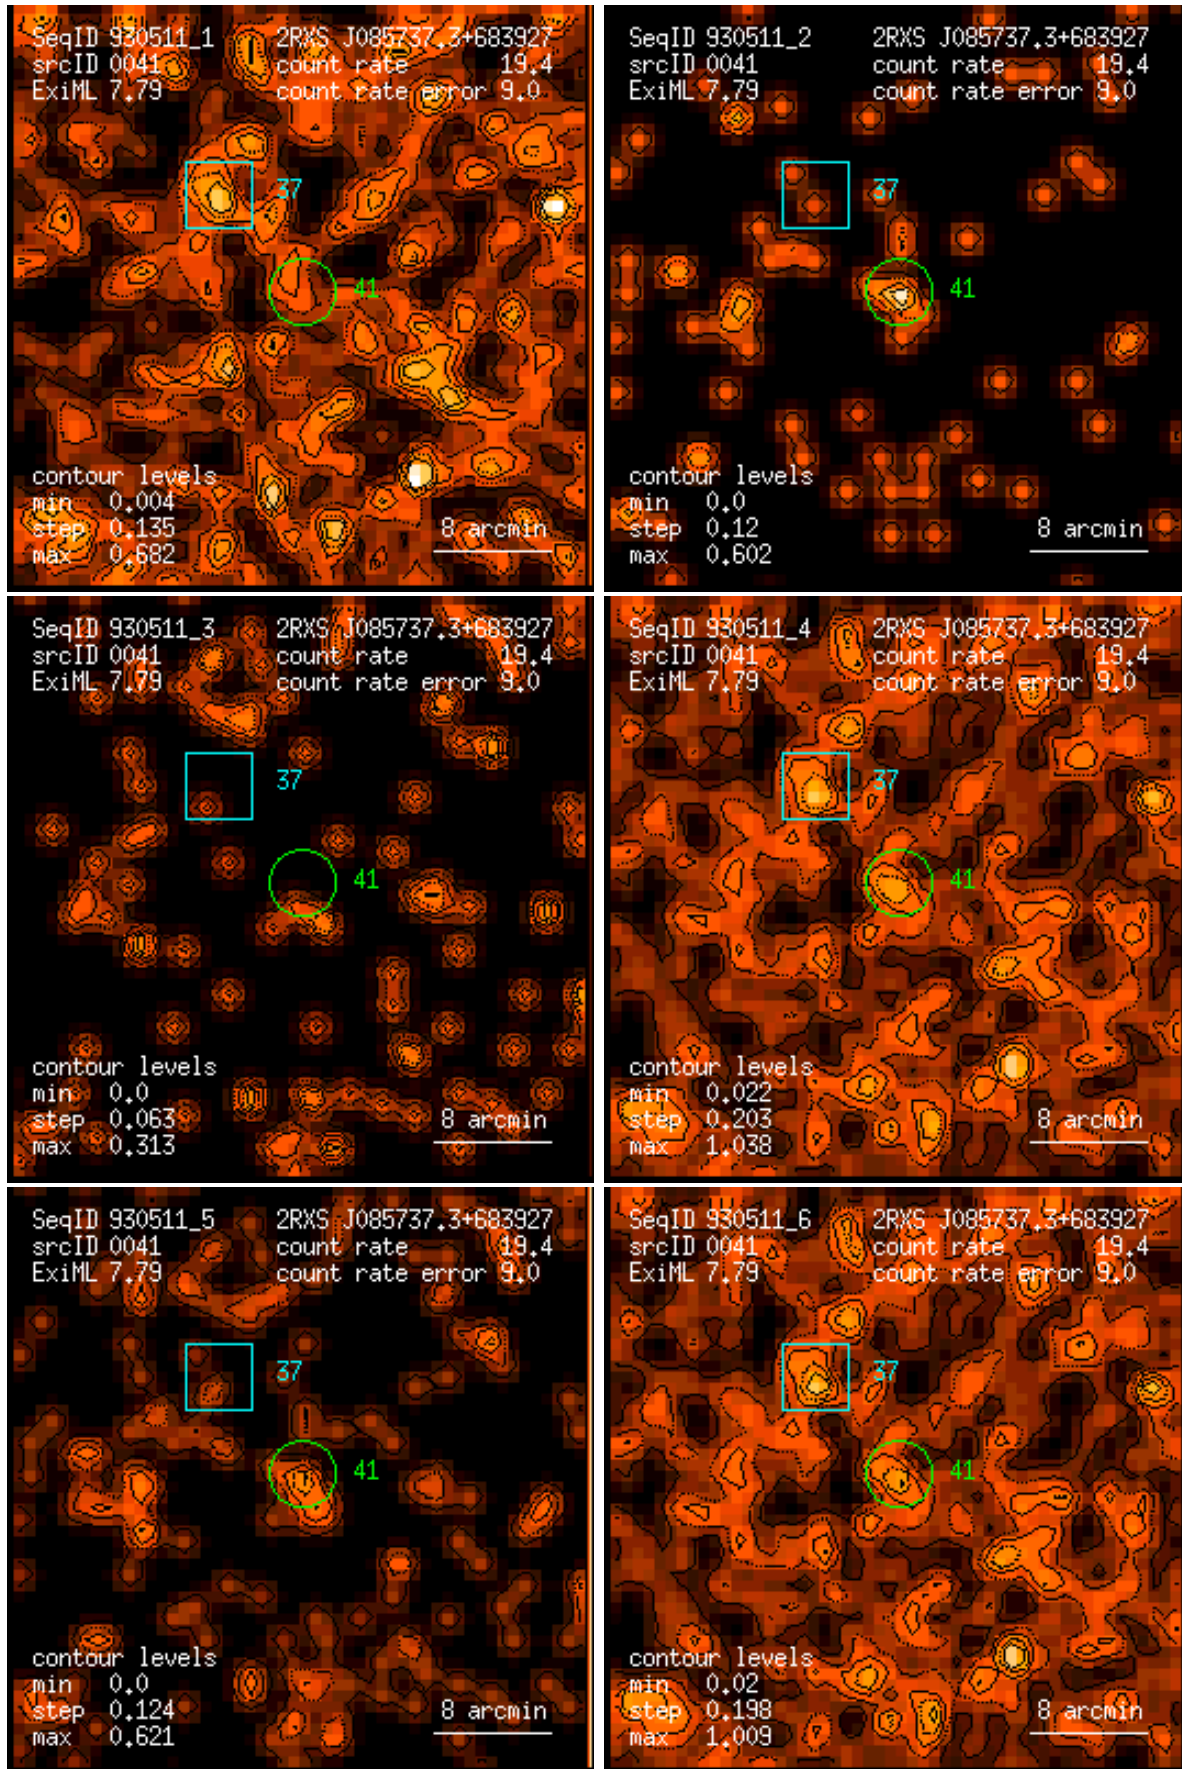 SeqID 930511_1 2RXS J085737.3+683927
srcID 0041 count rate 19.4
ExiML 7.79 count rate error 9.0
37
41
contour levels
min 0.004
step 0.135
max 0.682
8 arcmin
SeqID 930511_2 2RXS J085737.3+683927
srcID 0041 count rate 19.4
ExiML 7.79 count rate error 9.0
37
41
contour levels
min 0.0
step 0.12
max 0.602
8 arcmin
SeqID 930511_3 2RXS J085737.3+683927
srcID 0041 count rate 19.4
ExiML 7.79 count rate error 9.0
37
41
contour levels
min 0.0
step 0.063
max 0.313
8 arcmin
SeqID 930511_4 2RXS J085737.3+683927
srcID 0041 count rate 19.4
ExiML 7.79 count rate error 9.0
37
41
contour levels
min 0.022
step 0.203
max 1.038
8 arcmin
SeqID 930511_5 2RXS J085737.3+683927
srcID 0041 count rate 19.4
ExiML 7.79 count rate error 9.0
37
41
contour levels
min 0.0
step 0.124
max 0.621
8 arcmin
SeqID 930511_6 2RXS J085737.3+683927
srcID 0041 count rate 19.4
ExiML 7.79 count rate error 9.0
37
41
contour levels
min 0.02
step 0.198
max 1.009
8 arcmin